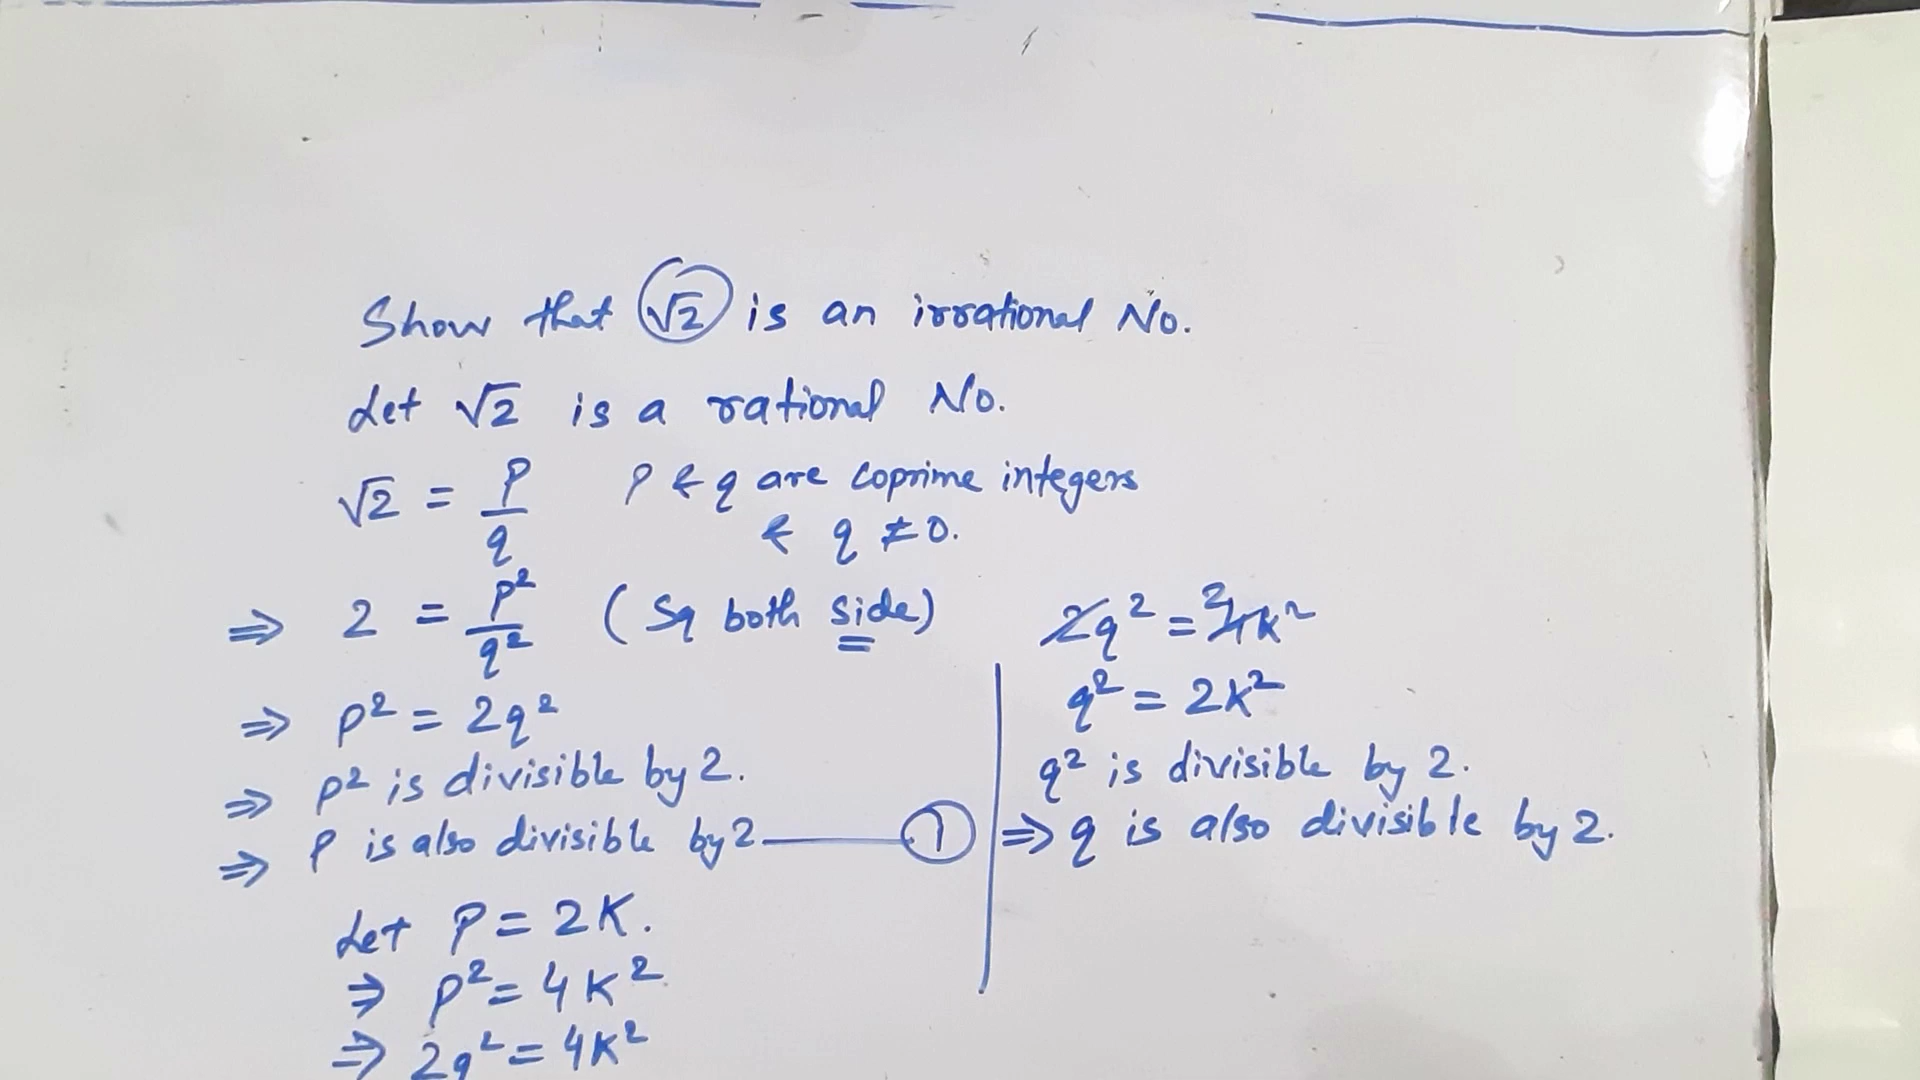 Show that √2 is an irrational No.
Let √2 is a rational No.
√2 = p/q p & q are coprime integers
& q ≠ 0.
⇒ 2 = p²/q² (Sq both side)
⇒ p² = 2q²
⇒ p² is divisible by 2.
⇒ p is also divisible by 2 —— ①
Let p = 2K.
⇒ p² = 4K²
⇒ 2q² = 4K²
2q² = 2 4K²
q² = 2K²
q² is divisible by 2.
⇒ q is also divisible by 2.